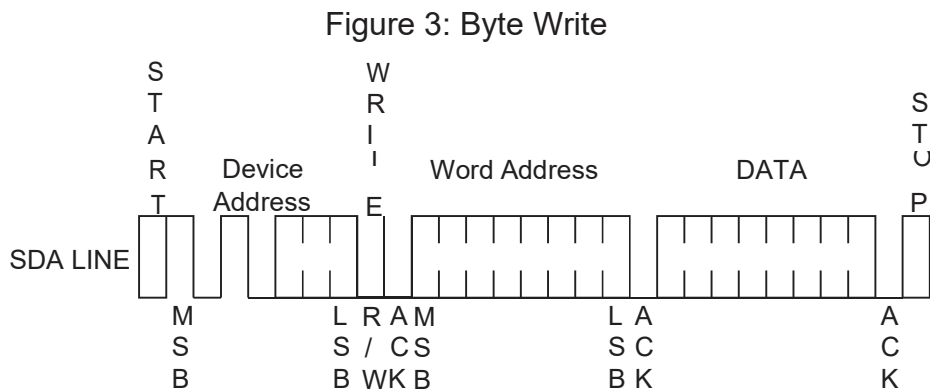 Figure 3: Byte Write
START
WRITE
STOP
Device
Address
Word Address
DATA
SDA LINE
MSB
LSB
R/W
ACK
MSB
LSB
ACK
ACK